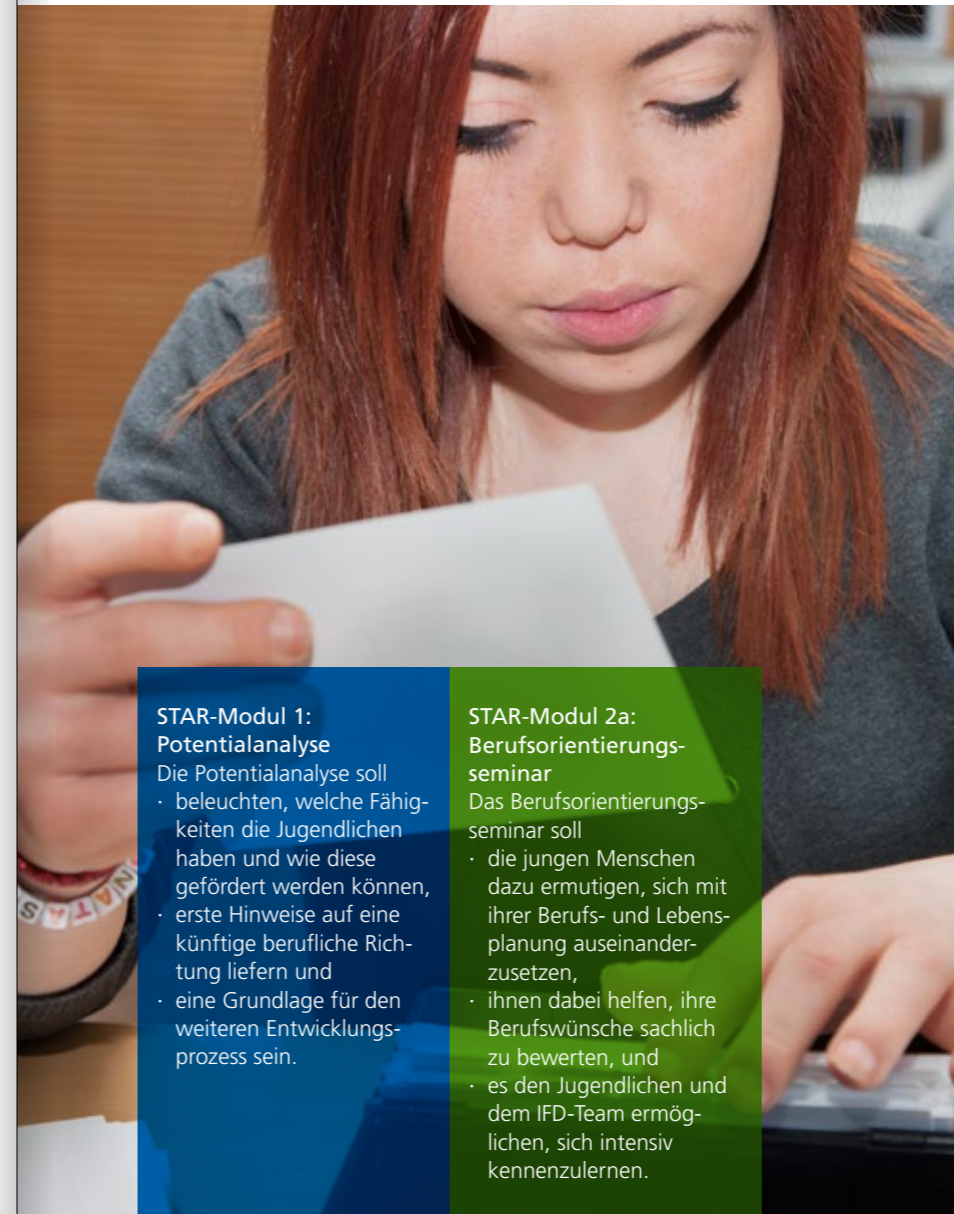 STAR-Modul 1:
Potentialanalyse
Die Potentialanalyse soll
· beleuchten, welche Fähig-
keiten die Jugendlichen
haben und wie diese
gefördert werden können,
· erste Hinweise auf eine
künftige berufliche Rich-
tung liefern und
· eine Grundlage für den
weiteren Entwicklungs-
prozess sein.
STAR-Modul 2a:
Berufsorientierungs-
seminar
Das Berufsorientierungs-
seminar soll
· die jungen Menschen
dazu ermutigen, sich mit
ihrer Berufs- und Lebens-
planung auseinander-
zusetzen,
· ihnen dabei helfen, ihre
Berufswünsche sachlich
zu bewerten, und
· es den Jugendlichen und
dem IFD-Team ermög-
lichen, sich intensiv
kennenzulernen.
NATAS